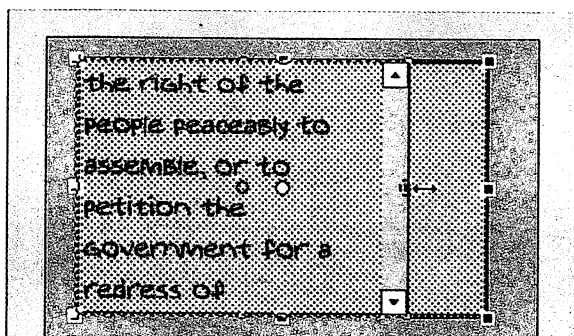 the right of the
people peaceably to
assemble, or to
petition the
government for a
redress of